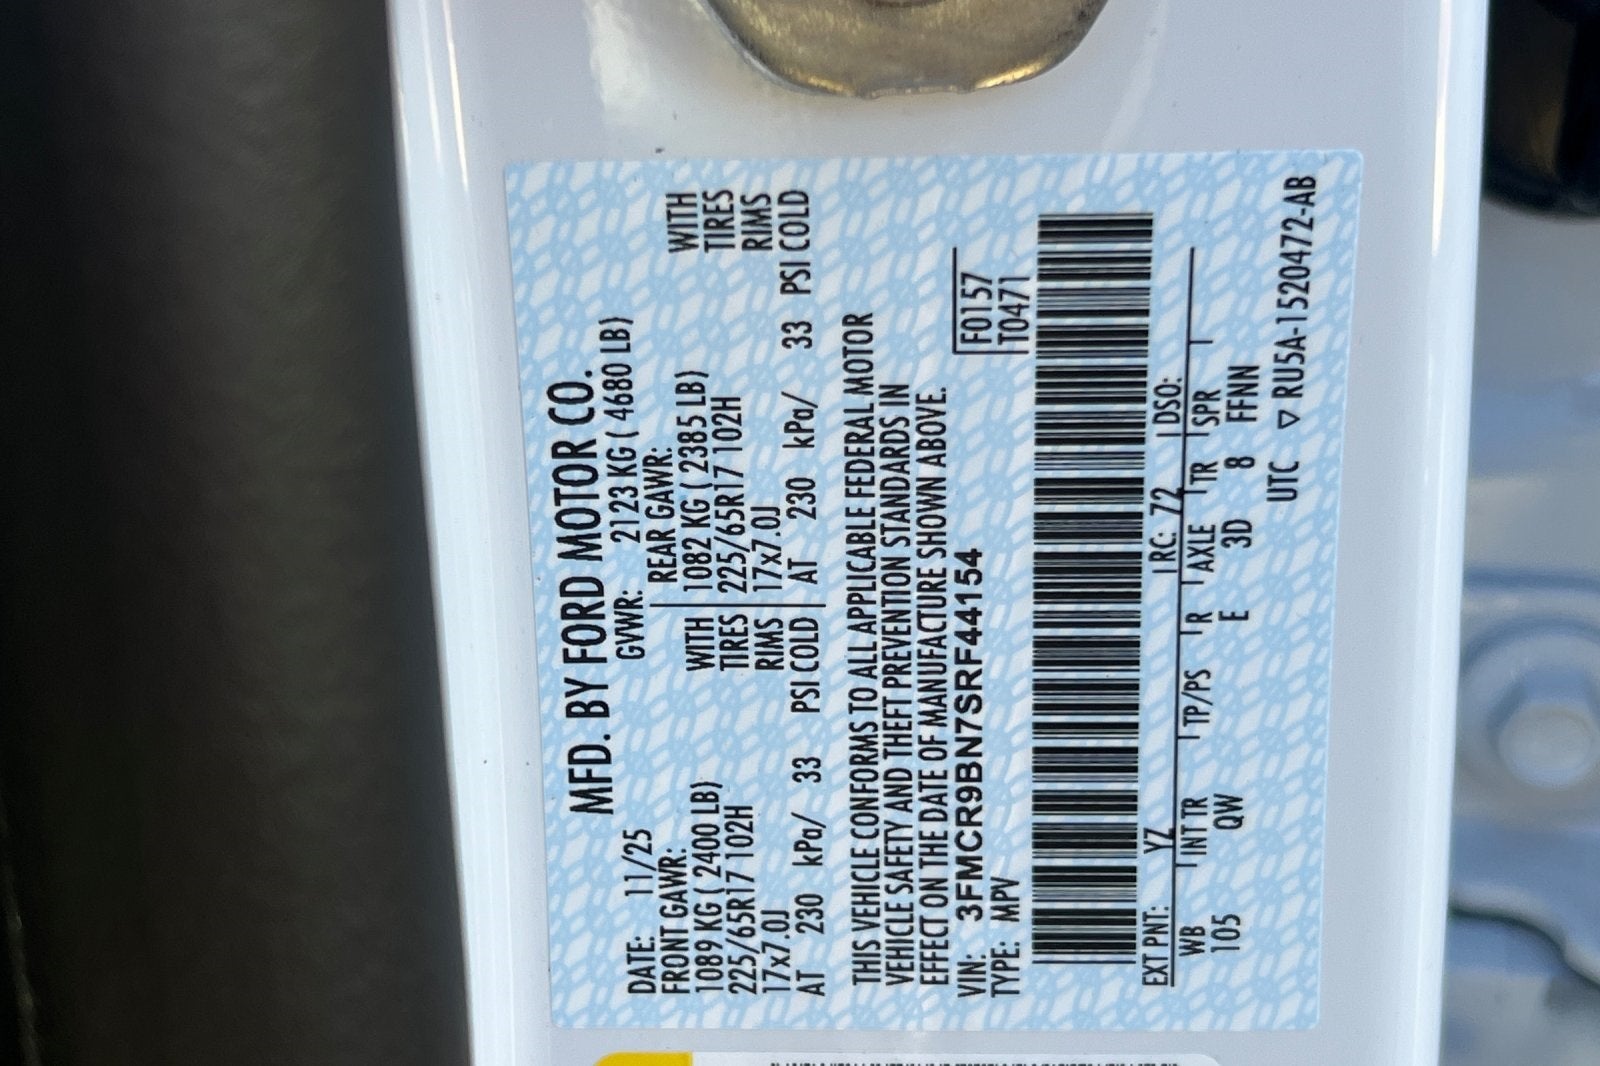 MFD. BY FORD MOTOR CO.
DATE: 11/25 GVWR: 2123 KG ( 4680 LB)
FRONT GAWR: REAR GAWR:
1089 KG ( 2400 LB) WITH 1082 KG ( 2385 LB) WITH
225/65R17 102H TIRES 225/65R17 102H TIRES
17x7.0J RIMS 17x7.0J RIMS
AT 230 kPa/ 33 PSI COLD AT 230 kPa/ 33 PSI COLD
THIS VEHICLE CONFORMS TO ALL APPLICABLE FEDERAL MOTOR
VEHICLE SAFETY AND THEFT PREVENTION STANDARDS IN
EFFECT ON THE DATE OF MANUFACTURE SHOWN ABOVE.
VIN: 3FMCR9BN7SRF44154 F0157
TYPE: MPV T0471
EXT PNT: YZ RC: 72 DSO:
WB INT TR TP/PS R AXLE TR SPR
105 QW E 3D 8 FFNN
UTC ▽ RU5A-1520472-AB